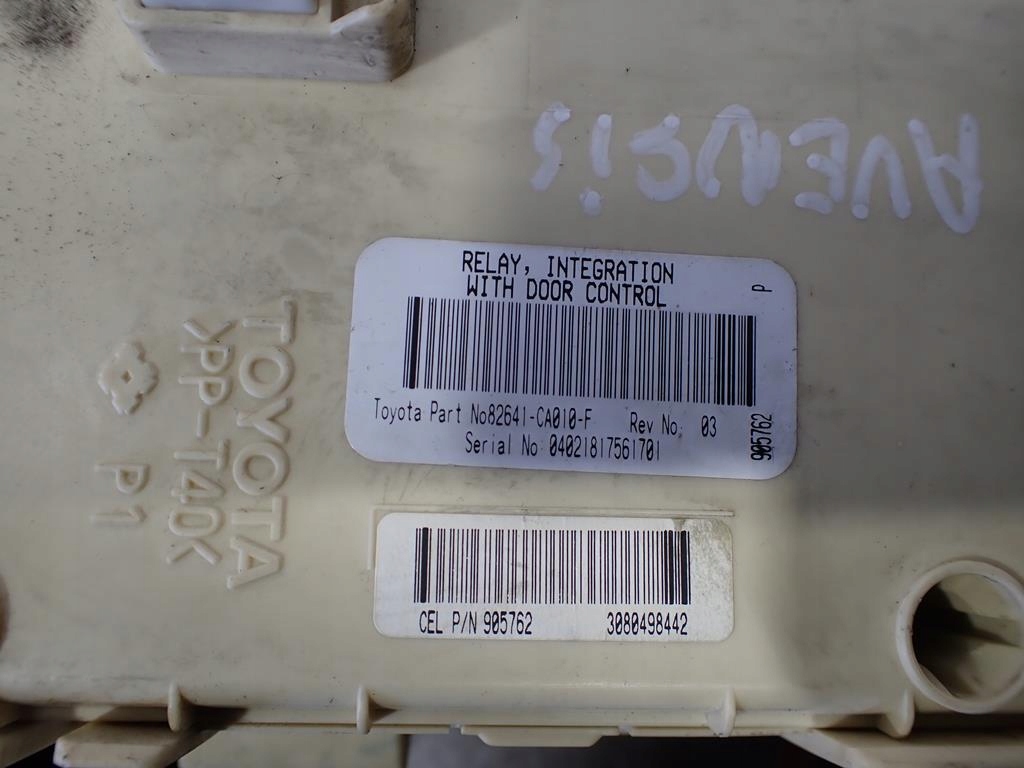 AVENSiS
RELAY, INTEGRATION
WITH DOOR CONTROL
P
Toyota Part No82641-CA010-F Rev No: 03
Serial No: 04021817561701
905762
CEL P/N 905762 3080498442
TOYOTA
>PP-T40<
P1